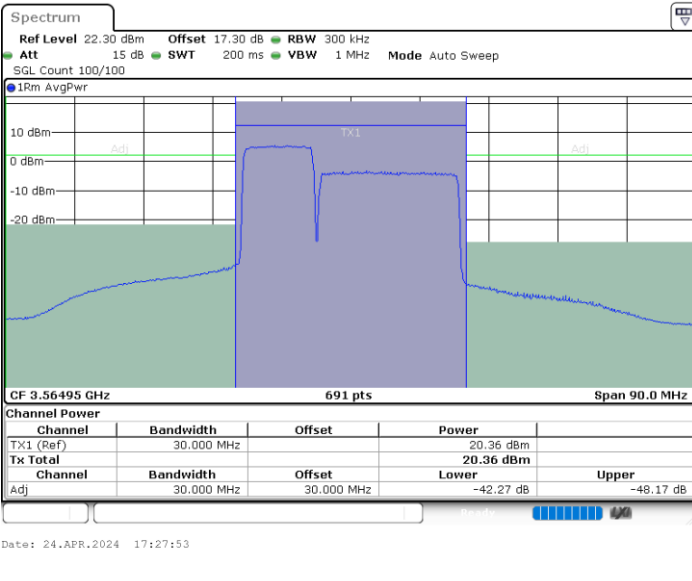 Spectrum
Ref Level 22.30 dBm Offset 17.30 dB RBW 300 kHz
Att 15 dB SWT 200 ms VBW 1 MHz Mode Auto Sweep
SGL Count 100/100
1Rm AvgPwr
10 dBm
TX1
Adj Adj
0 dBm
-10 dBm
-20 dBm
CF 3.56495 GHz 691 pts Span 90.0 MHz
Channel Power
Channel Bandwidth Offset Power
TX1 (Ref) 30.000 MHz 20.36 dBm
Tx Total 20.36 dBm
Channel Bandwidth Offset Lower Upper
Adj 30.000 MHz 30.000 MHz -42.27 dB -48.17 dB
Ready
Date: 24.APR.2024 17:27:53